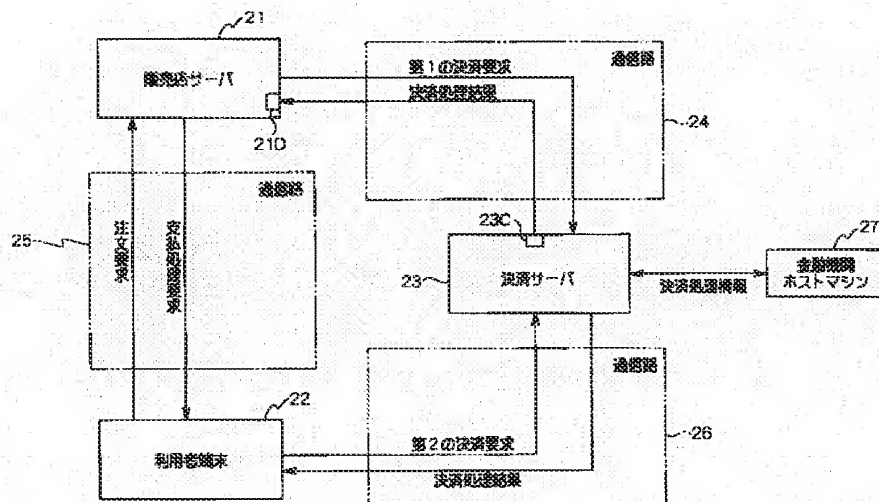 21
販売店サーバ
21D
第1の決済要求
決済処理結果
通信路
24
25
通信路
注文要求
支払処理要求
23C
23
決済サーバ
決済処理情報
27
金融機関
ホストマシン
22
利用者端末
通信路
第2の決済要求
決済処理結果
26